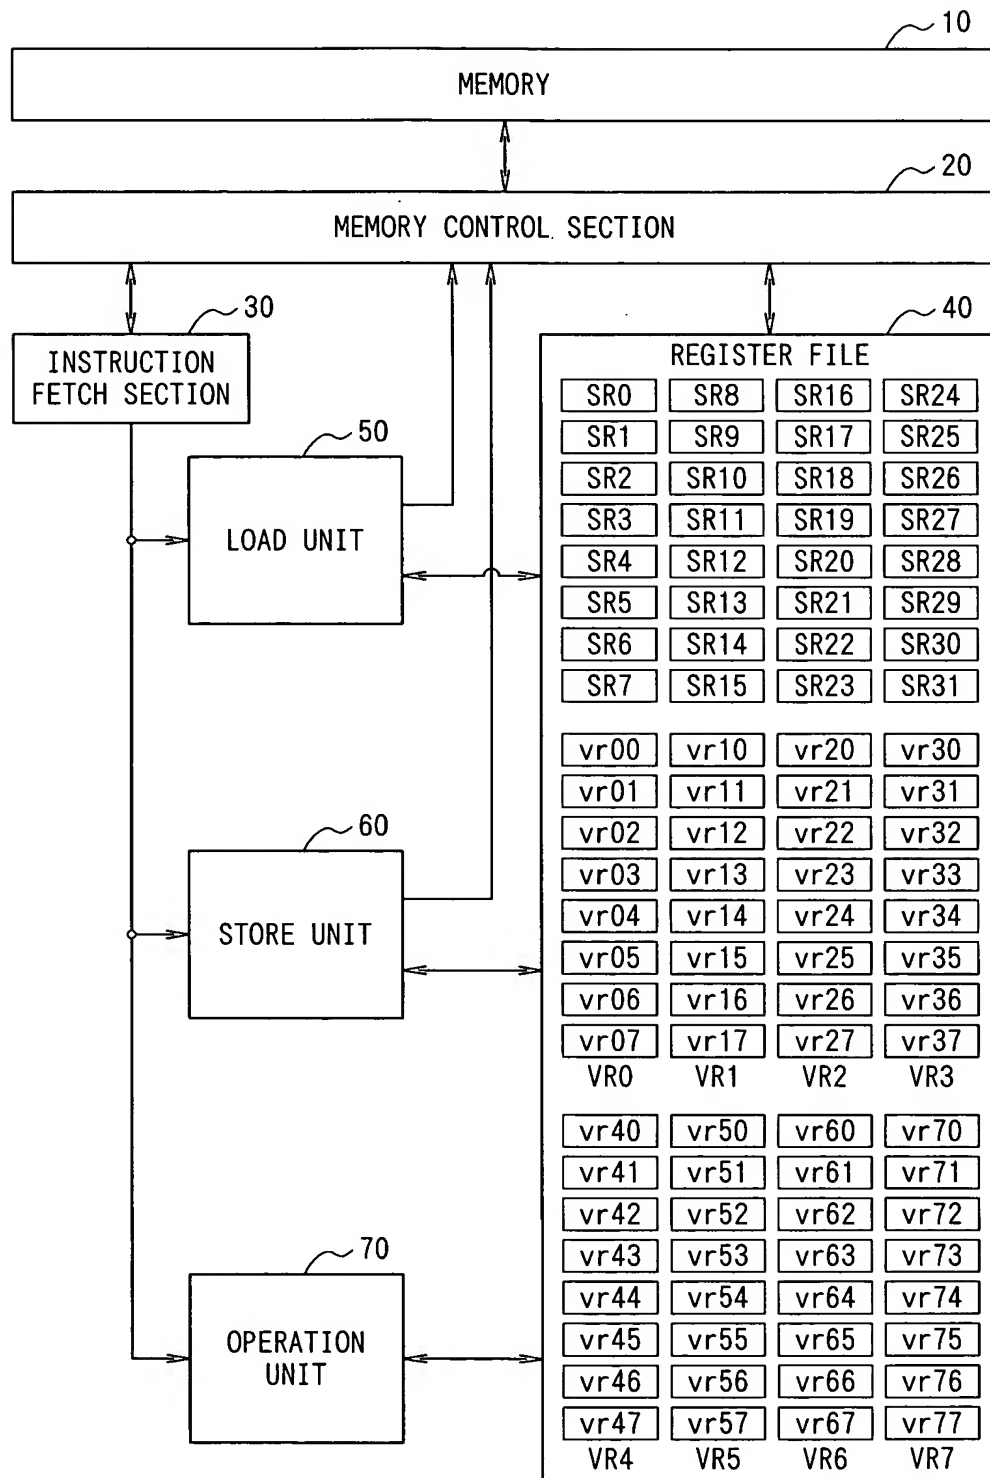 10
MEMORY
20
MEMORY CONTROL SECTION
30
INSTRUCTION
FETCH SECTION
40
REGISTER FILE
SR0 SR8 SR16 SR24
SR1 SR9 SR17 SR25
SR2 SR10 SR18 SR26
SR3 SR11 SR19 SR27
SR4 SR12 SR20 SR28
SR5 SR13 SR21 SR29
SR6 SR14 SR22 SR30
SR7 SR15 SR23 SR31
50
LOAD UNIT
vr00 vr10 vr20 vr30
vr01 vr11 vr21 vr31
vr02 vr12 vr22 vr32
vr03 vr13 vr23 vr33
vr04 vr14 vr24 vr34
vr05 vr15 vr25 vr35
vr06 vr16 vr26 vr36
vr07 vr17 vr27 vr37
VR0 VR1 VR2 VR3
60
STORE UNIT
vr40 vr50 vr60 vr70
vr41 vr51 vr61 vr71
vr42 vr52 vr62 vr72
vr43 vr53 vr63 vr73
vr44 vr54 vr64 vr74
vr45 vr55 vr65 vr75
vr46 vr56 vr66 vr76
vr47 vr57 vr67 vr77
VR4 VR5 VR6 VR7
70
OPERATION
UNIT